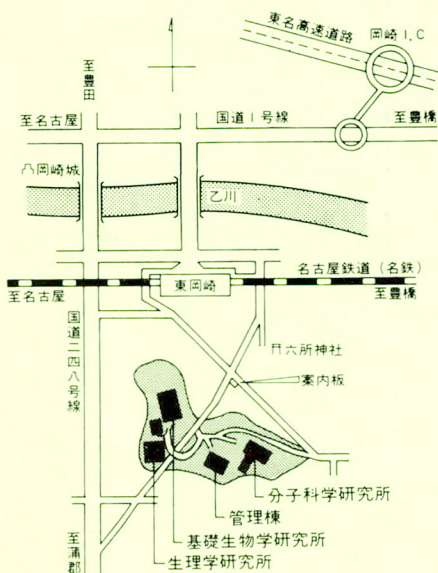 東名高速道路
岡崎I.C
至豊田
至名古屋
国道1号線
至豊橋
凸岡崎城
乙川
名古屋鉄道(名鉄)
東岡崎
至名古屋
至豊橋
国道二四八号線
六所神社
案内板
分子科学研究所
管理棟
基礎生物学研究所
生理学研究所
至蒲郡